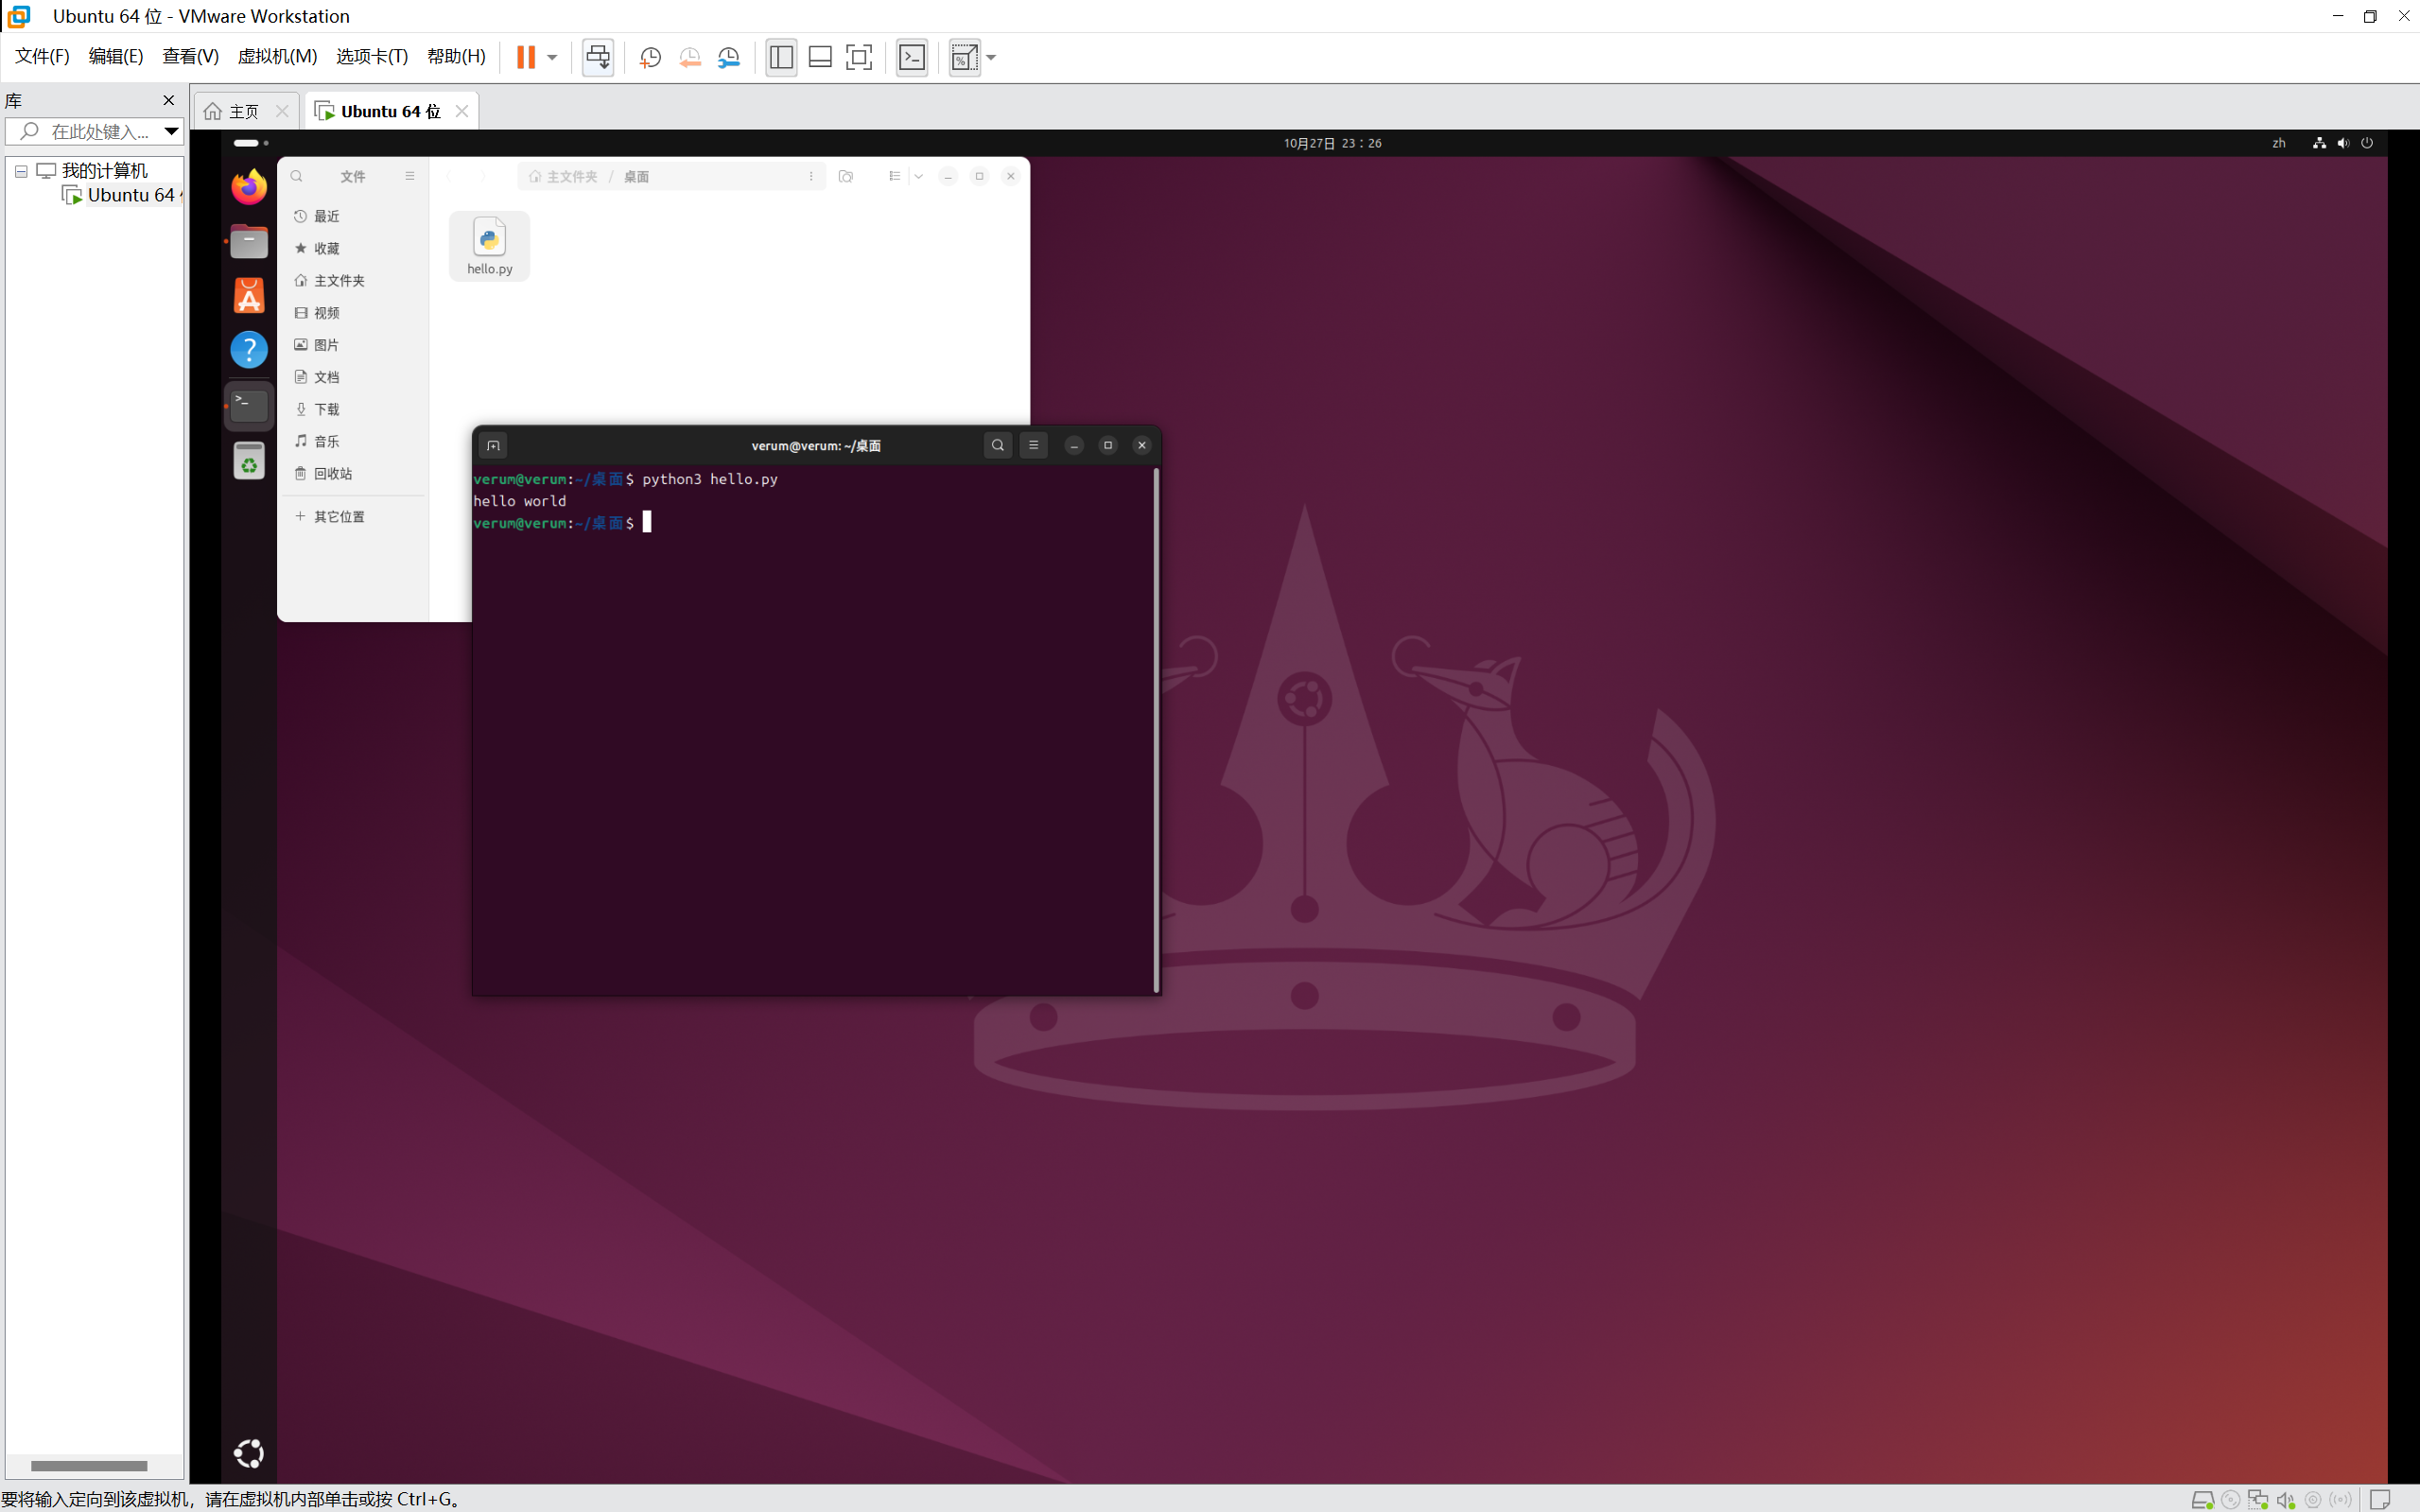 Ubuntu 64 位 - VMware Workstation
文件(F) 编辑(E) 查看(V) 虚拟机(M) 选项卡(T) 帮助(H)
库
在此处键入...
我的计算机
Ubuntu 64
主页
Ubuntu 64 位
10月27日 23：26
zh
文件
主文件夹 / 桌面
最近
收藏
主文件夹
视频
图片
文档
下载
音乐
回收站
其它位置
hello.py
verum@verum: ~/桌面
verum@verum:~/桌面$ python3 hello.py
hello world
verum@verum:~/桌面$
要将输入定向到该虚拟机，请在虚拟机内部单击或按 Ctrl+G。